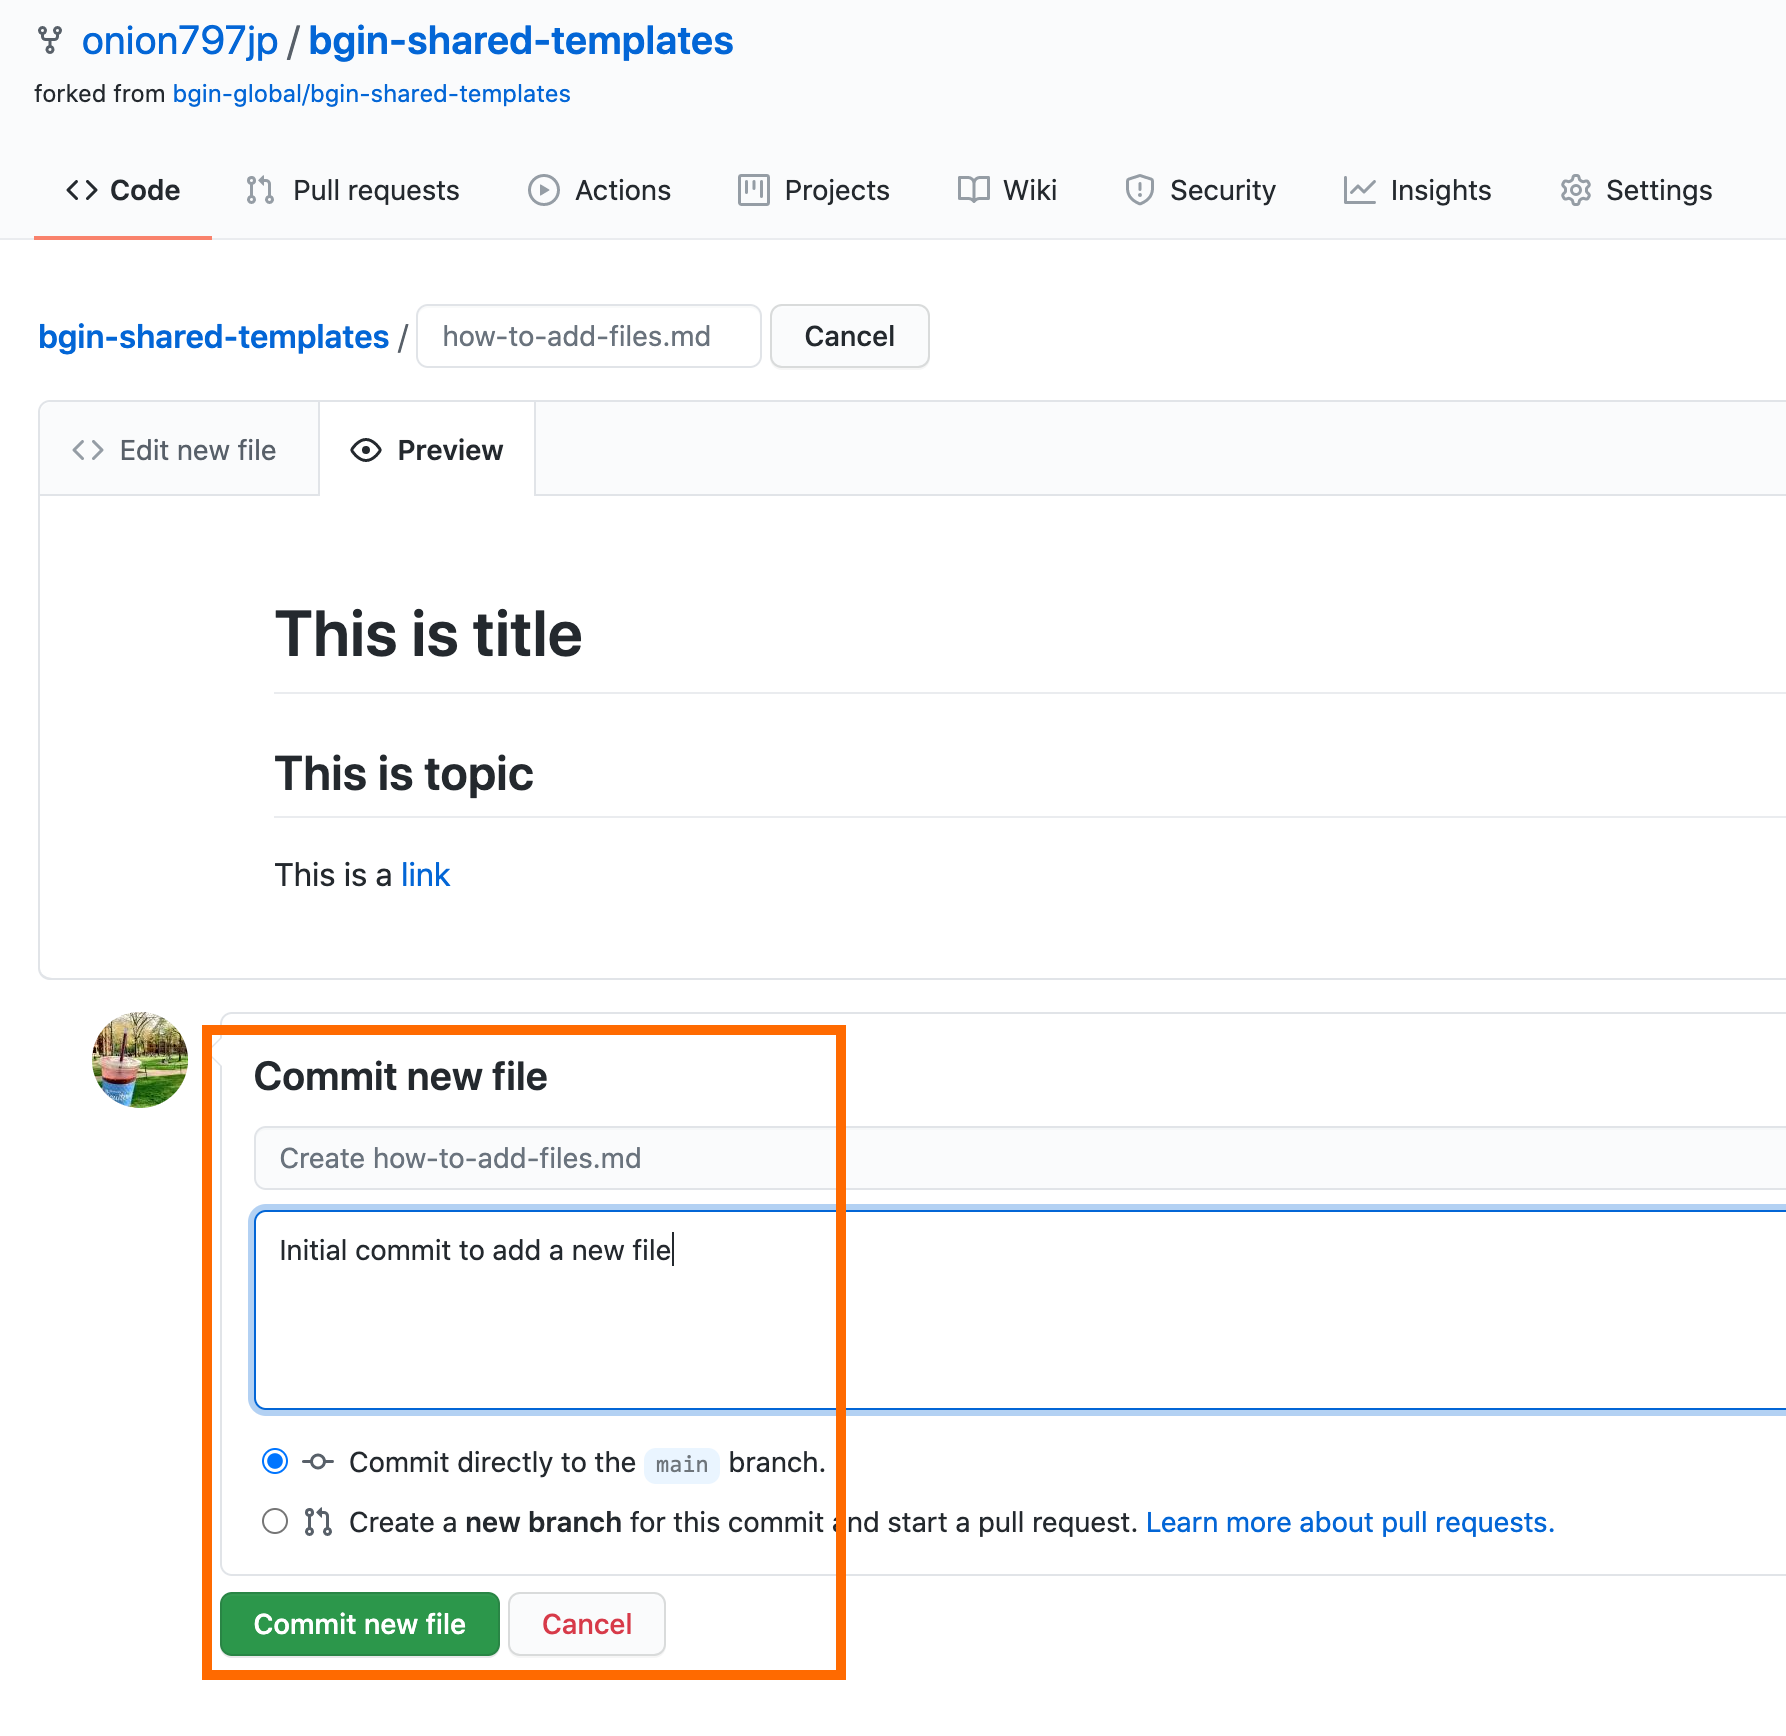 onion797jp / bgin-shared-templates
forked from bgin-global/bgin-shared-templates
Code Pull requests Actions Projects Wiki Security Insights Settings
bgin-shared-templates / how-to-add-files.md Cancel
Edit new file Preview
This is title
This is topic
This is a link
Commit new file
Create how-to-add-files.md
Initial commit to add a new file
Commit directly to the main branch.
Create a new branch for this commit and start a pull request. Learn more about pull requests.
Commit new file Cancel